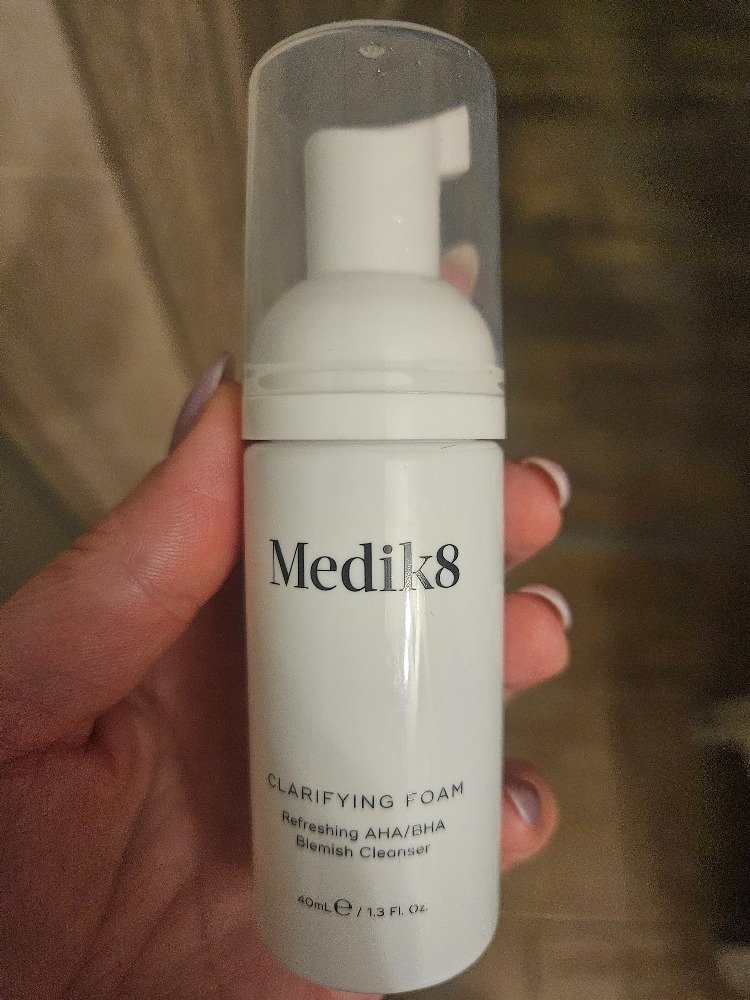 Medik8
CLARIFYING FOAM
Refreshing AHA/BHA
Blemish Cleanser
40mL ℮ / 1.3 Fl. Oz.